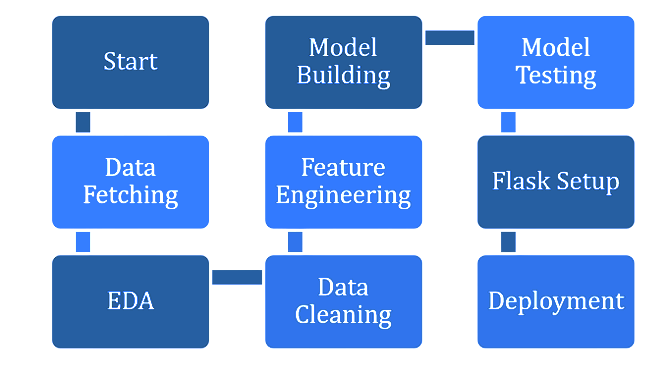 Start
Data
Fetching
EDA
Data
Cleaning
Feature
Engineering
Model
Building
Model
Testing
Flask Setup
Deployment